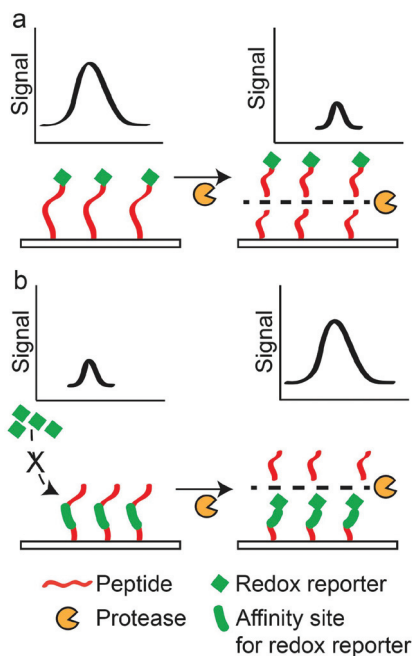 a
Signal
Signal
b
Signal
Signal
X
Peptide
Redox reporter
Protease
Affinity site
for redox reporter